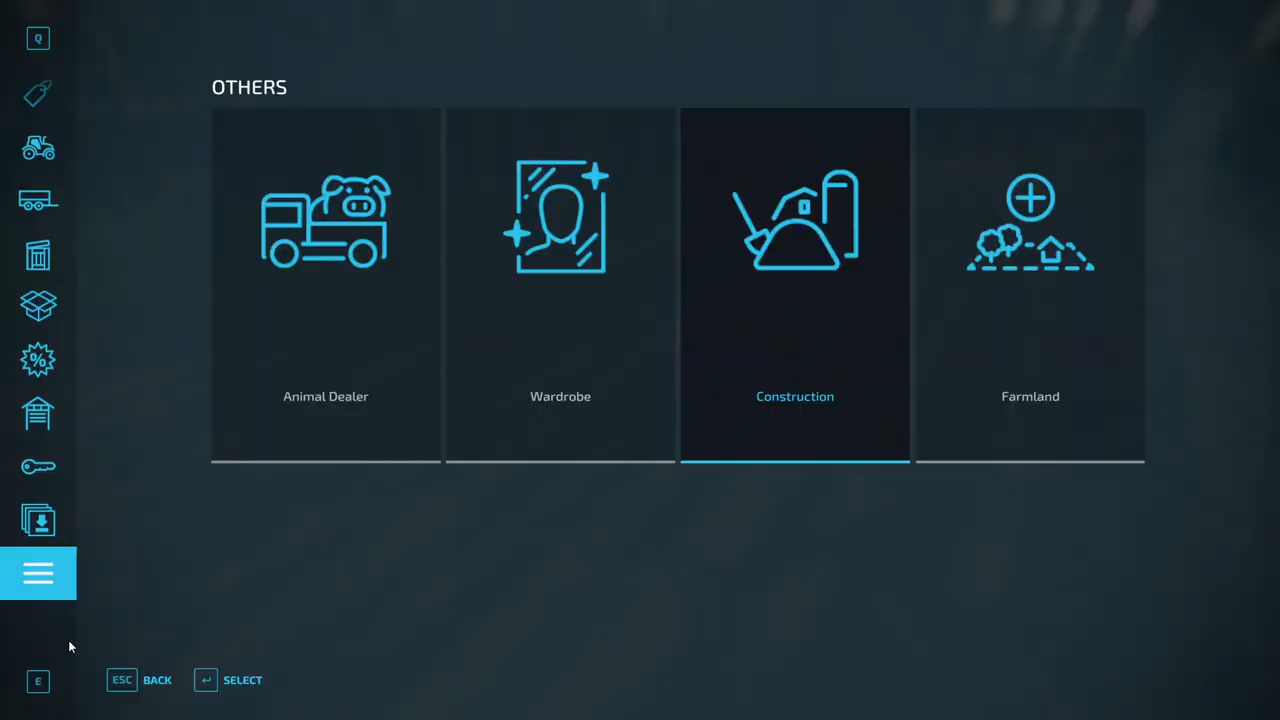 Q
OTHERS
%
Animal Dealer
Wardrobe
Construction
Farmland
E
ESC BACK
SELECT